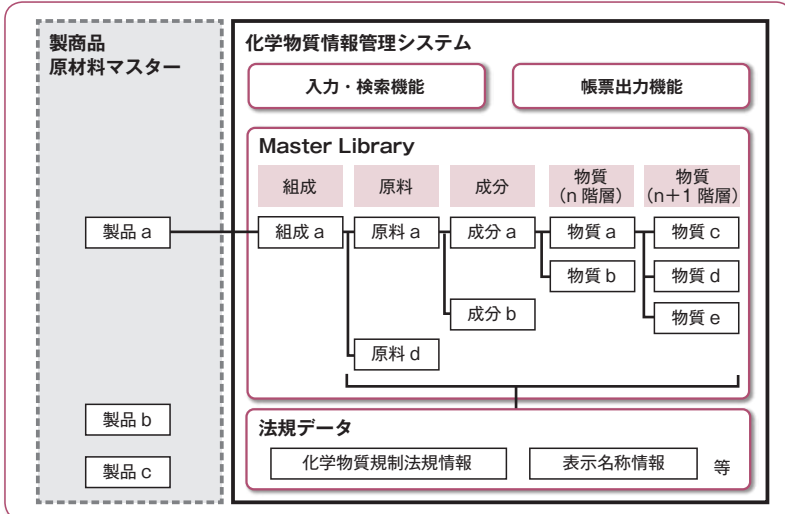 製商品
原材料マスター
化学物質情報管理システム
入力・検索機能
帳票出力機能
Master Library
組成
原料
成分
物質
（n 階層）
物質
（n＋1 階層）
製品 a
組成 a
原料 a
成分 a
物質 a
物質 c
物質 b
物質 d
成分 b
物質 e
原料 d
製品 b
法規データ
製品 c
化学物質規制法規情報
表示名称情報
等